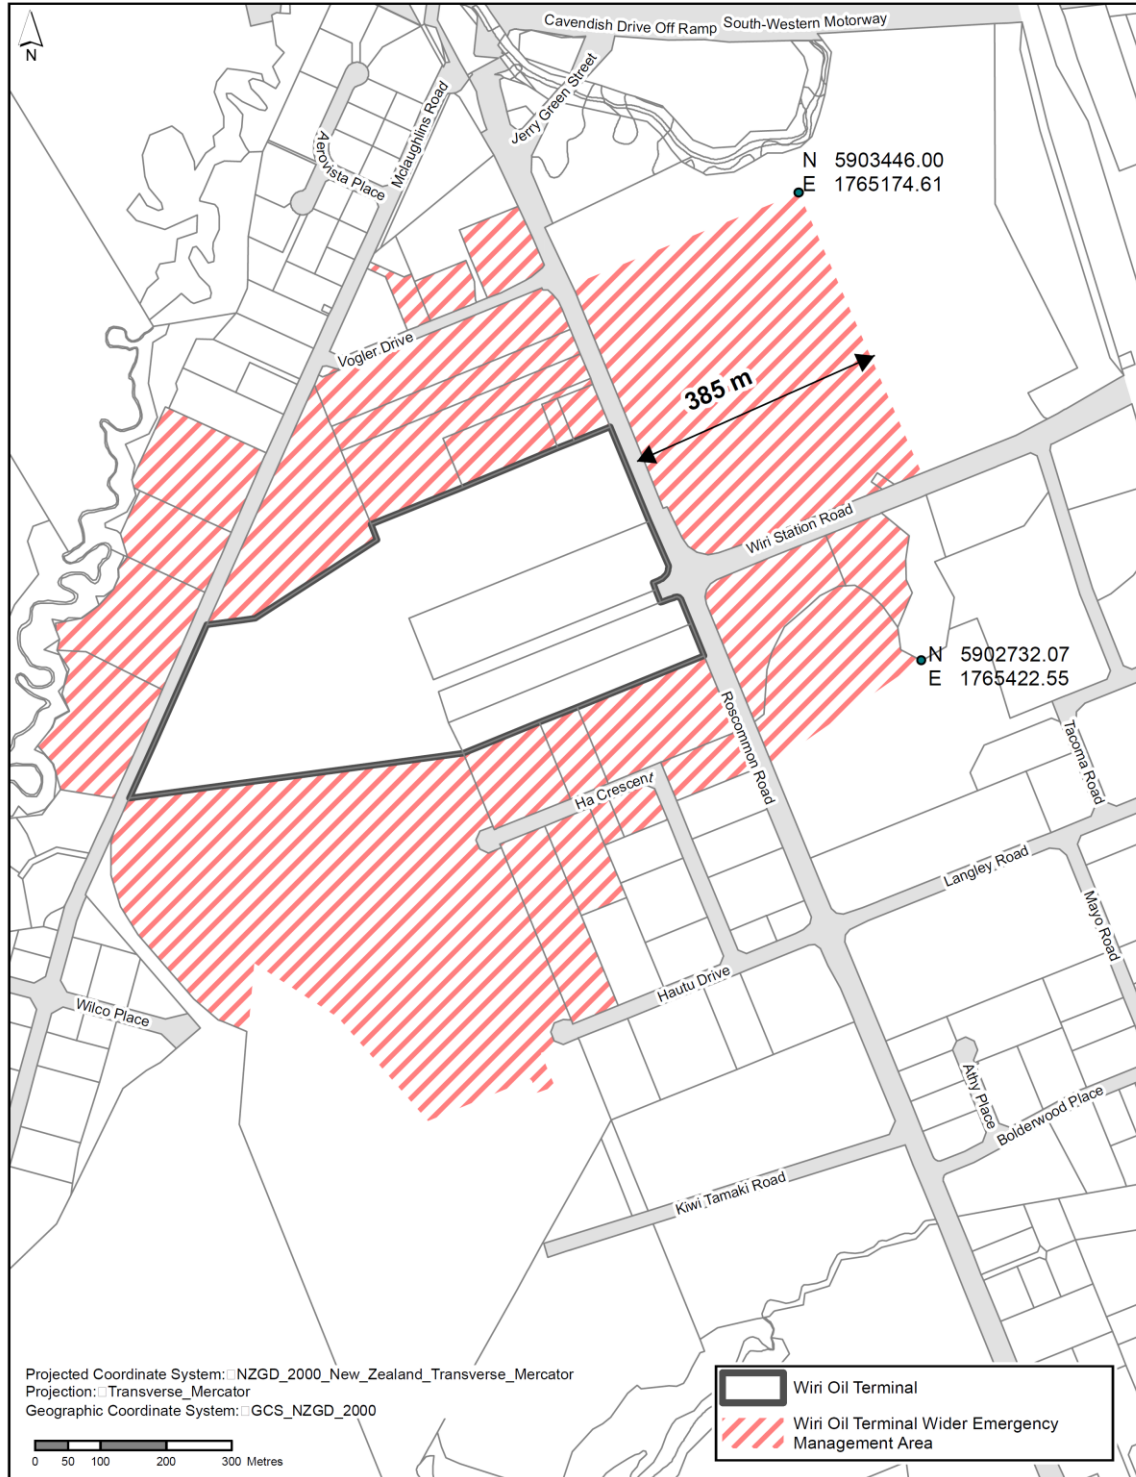 Cavendish Drive Off Ramp
South-Western Motorway
N
Jerry Green Street
Mclaughlins Road
Aerovista Place
N 5903446.00
E 1765174.61
Vogler Drive
385 m
Wiri Station Road
N 5902732.07
E 1765422.55
Roscommon Road
Tacoma Road
Ha Crescent
Langley Road
Mayo Road
Hautu Drive
Wilco Place
Athy Place
Bolderwood Place
Kiwi Tamaki Road
Projected Coordinate System: NZGD_2000_New_Zealand_Transverse_Mercator
Projection: Transverse_Mercator
Geographic Coordinate System: GCS_NZGD_2000
0 50 100 200 300 Metres
Wiri Oil Terminal
Wiri Oil Terminal Wider Emergency
Management Area